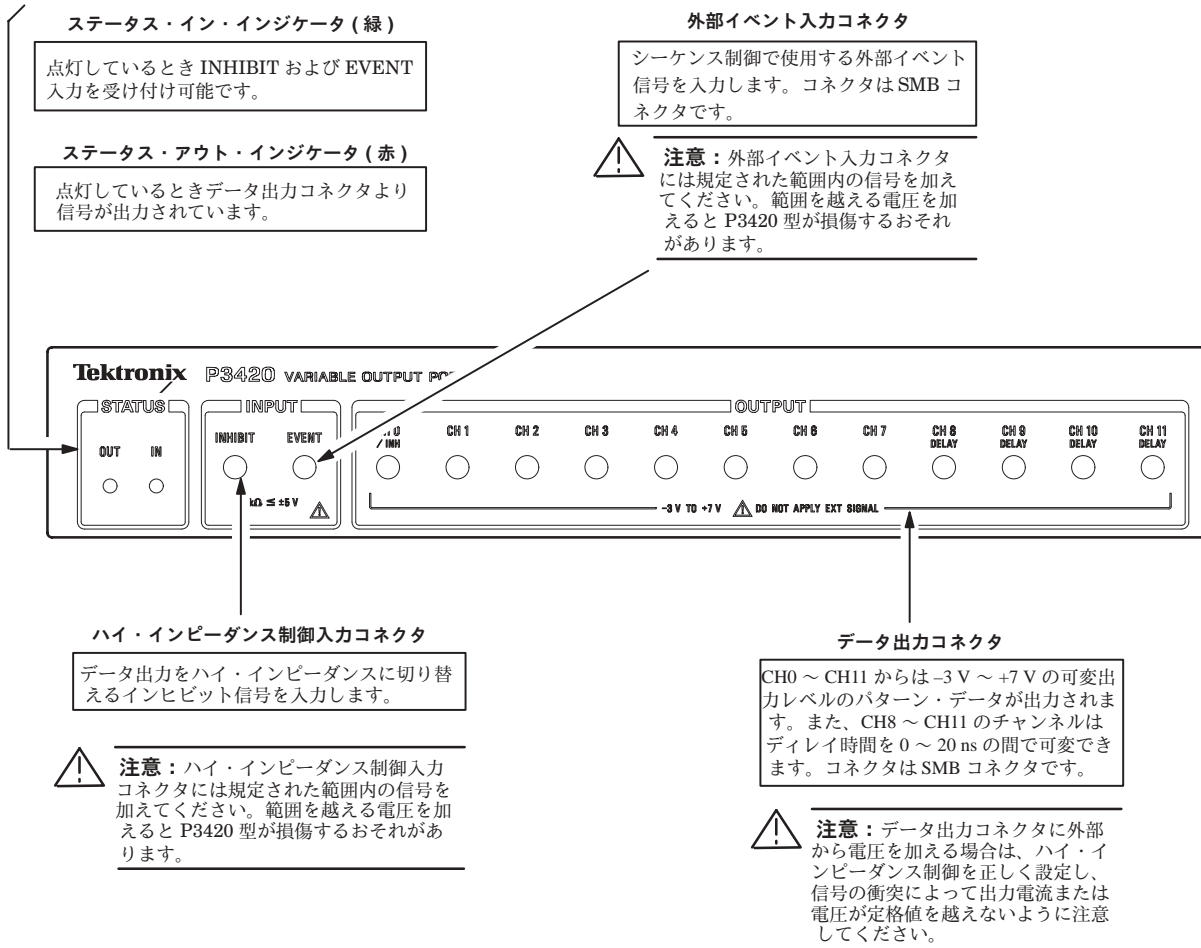 ステータス・イン・インジケータ ( 緑 )
点灯しているとき INHIBIT および EVENT
入力を受け付け可能です。
ステータス・アウト・インジケータ ( 赤 )
点灯しているときデータ出力コネクタより
信号が出力されています。
外部イベント入力コネクタ
シーケンス制御で使用する外部イベント
信号を入力します。コネクタは SMB コ
ネクタです。
注意：外部イベント入力コネクタ
には規定された範囲内の信号を加え
てください。範囲を越える電圧を加
えると P3420 型が損傷するおそれ
があります。
Tektronix P3420 VARIABLE OUTPUT
STATUS
OUT IN
INPUT
INHIBIT EVENT
≤ ±5 V
OUTPUT
/ INH
CH 1
CH 2
CH 3
CH 4
CH 5
CH 6
CH 7
CH 8
DELAY
CH 9
DELAY
CH 10
DELAY
CH 11
DELAY
–3 V TO +7 V DO NOT APPLY EXT SIGNAL
ハイ・インピーダンス制御入力コネクタ
データ出力をハイ・インピーダンスに切り替
えるインヒビット信号を入力します。
注意：ハイ・インピーダンス制御入力
コネクタには規定された範囲内の信号を
加えてください。範囲を越える電圧を加
えると P3420 型が損傷するおそれがあ
ります。
データ出力コネクタ
CH0 ～ CH11 からは –3 V ～ +7 V の可変出
力レベルのパターン・データが出力されま
す。また、CH8 ～ CH11 のチャンネルは
ディレイ時間を 0 ～ 20 ns の間で可変でき
ます。コネクタは SMB コネクタです。
注意：データ出力コネクタに外部
から電圧を加える場合は、ハイ・イ
ンピーダンス制御を正しく設定し、
信号の衝突によって出力電流または
電圧が定格値を越えないように注意
してください。